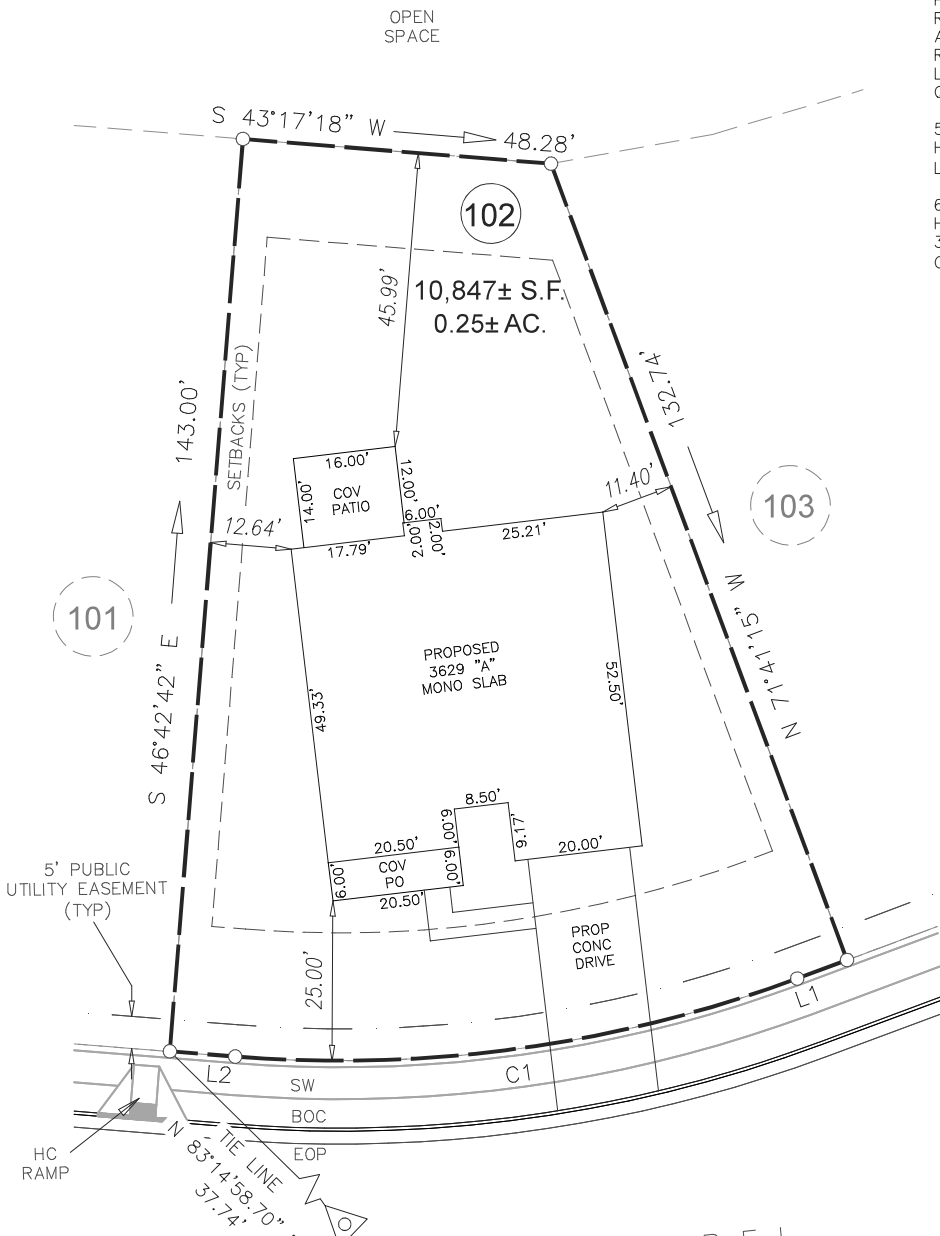 OPEN
SPACE
S 43°17'18" W
48.28'
102
10,847± S.F.
0.25± AC.
45.99'
SETBACKS (TYP)
143.00'
132.74'
16.00'
COV
PATIO
14.00'
12.00'
6.00'
2.00'
2.00'
17.79'
25.21'
12.64'
11.40'
103
101
S 46°42'42" E
N 71°41'15" W
PROPOSED
3629 "A"
MONO SLAB
49.33'
52.50'
8.50'
6.00'
9.17'
20.50'
20.00'
COV
PO
6.00'
6.00'
20.50'
5' PUBLIC
UTILITY EASEMENT
(TYP)
25.00'
PROP
CONC
DRIVE
L1
L2
C1
SW
BOC
EOP
HC
RAMP
TIE LINE
N 83°14'58.70"
37.74'